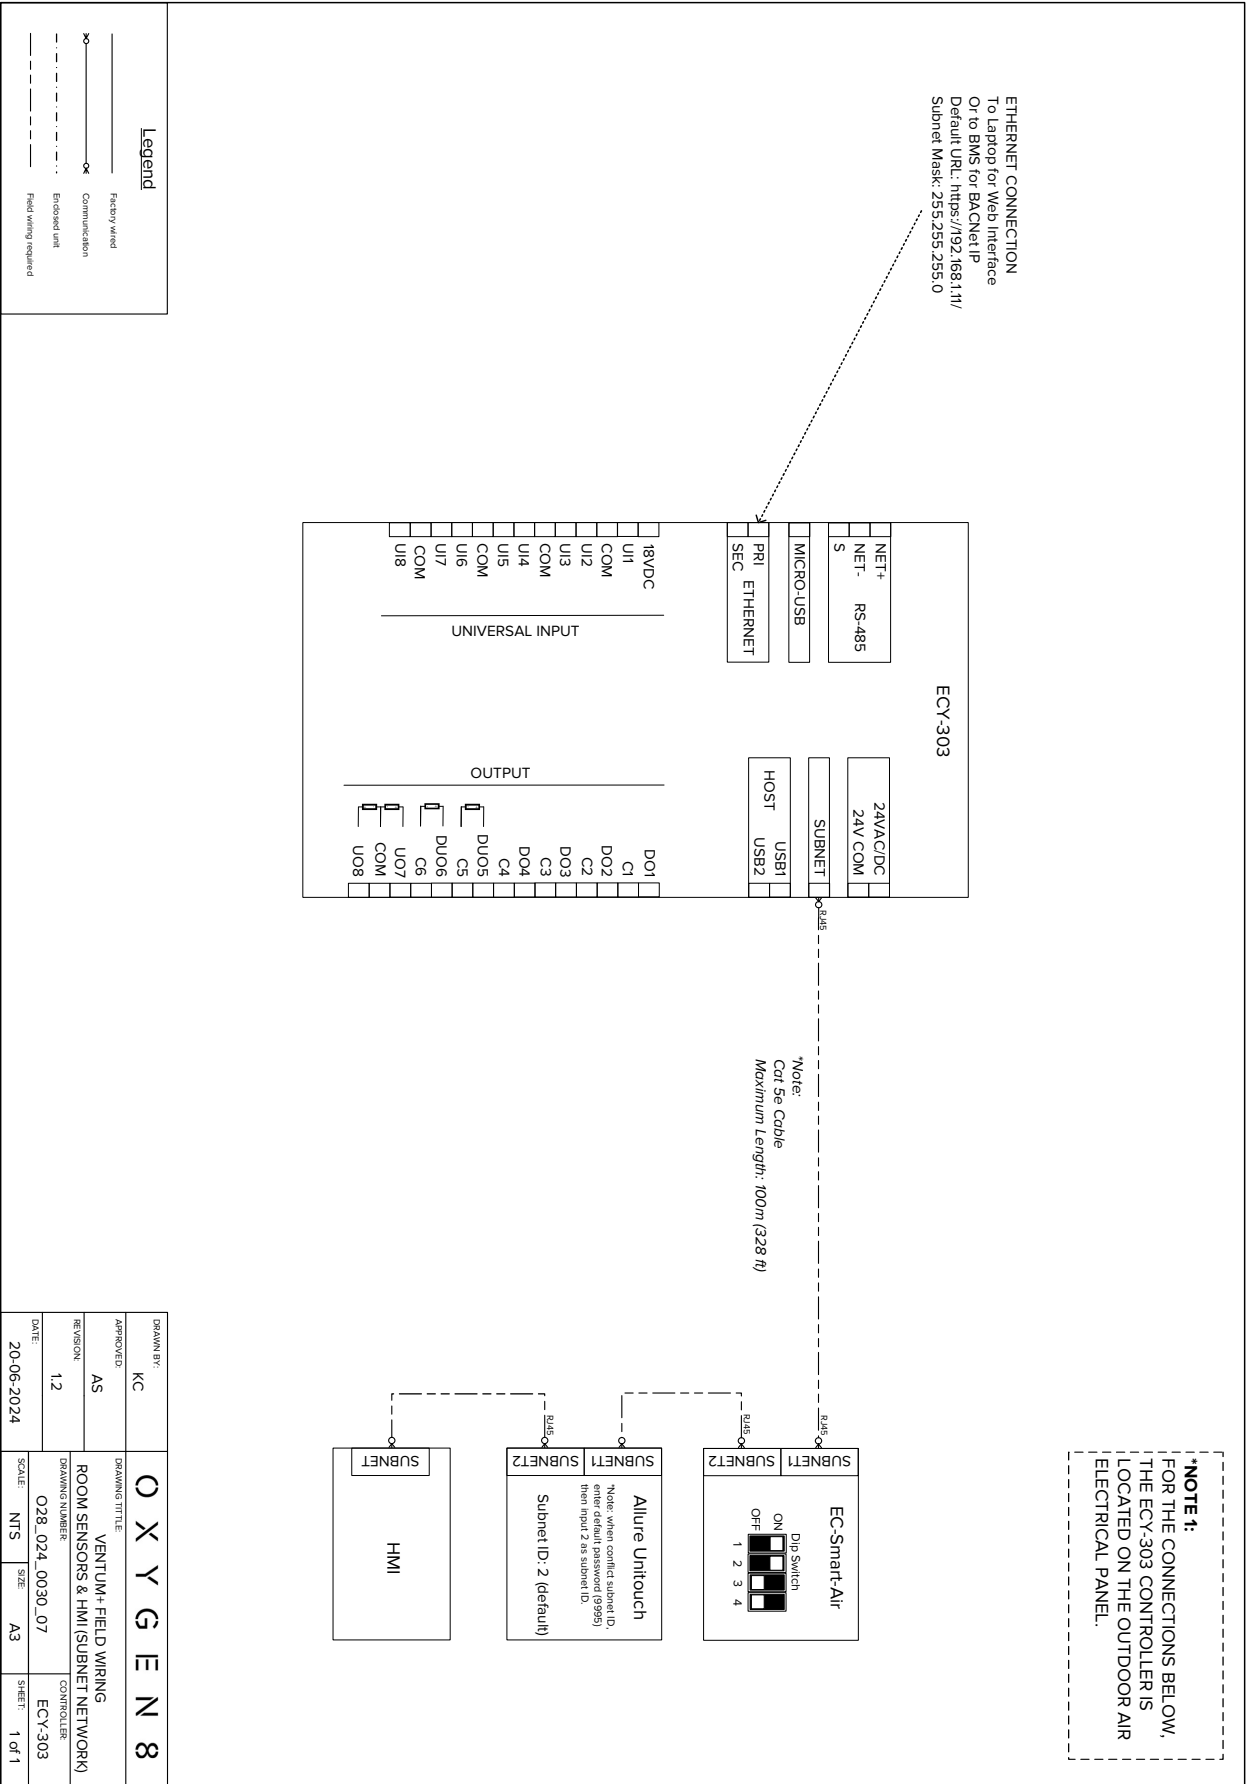 ETHERNET CONNECTION
To Laptop for Web Interface
Or to BMS for BACNet IP
Default URL: https://192.168.1.11/
Subnet Mask: 255.255.255.0
*NOTE 1:
FOR THE CONNECTIONS BELOW,
THE ECY-303 CONTROLLER IS
LOCATED ON THE OUTDOOR AIR
ELECTRICAL PANEL.
ECY-303
NET+
NET-
S
RS-485
MICRO-USB
PRI
SEC
ETHERNET
18VDC
UI1
COM
UI2
UI3
COM
UI4
UI5
COM
UI6
UI7
COM
UI8
UNIVERSAL INPUT
24VAC/DC
24V COM
SUBNET
HOST
USB1
USB2
OUTPUT
DO1
C1
DO2
C2
DO3
C3
DO4
C4
DUO5
C5
DUO6
C6
UO7
COM
UO8
RJ45
*Note:
Cat 5e Cable
Maximum Length: 100m (328 ft)
RJ45
SUBNET1
SUBNET2
RJ45
EC-Smart-Air
Dip Switch
ON
OFF
1 2 3 4
SUBNET1
SUBNET2
RJ45
Allure Unitouch
*Note: when conflict subnet ID,
enter default password (9995)
then input 2 as subnet ID.
Subnet ID: 2 (default)
SUBNET
HMI
Legend
Factory wired
Communication
Enclosed unit
Field wiring required
DRAWN BY:
KC
APPROVED:
AS
REVISION:
1.2
DATE:
20-06-2024
OXYGEN8
DRAWING TITTLE:
VENTUM+ FIELD WIRING
ROOM SENSORS & HMI (SUBNET NETWORK)
DRAWING NUMBER:
O28_024_0030_07
CONTROLLER:
ECY-303
SCALE:
NTS
SIZE:
A3
SHEET:
1 of 1